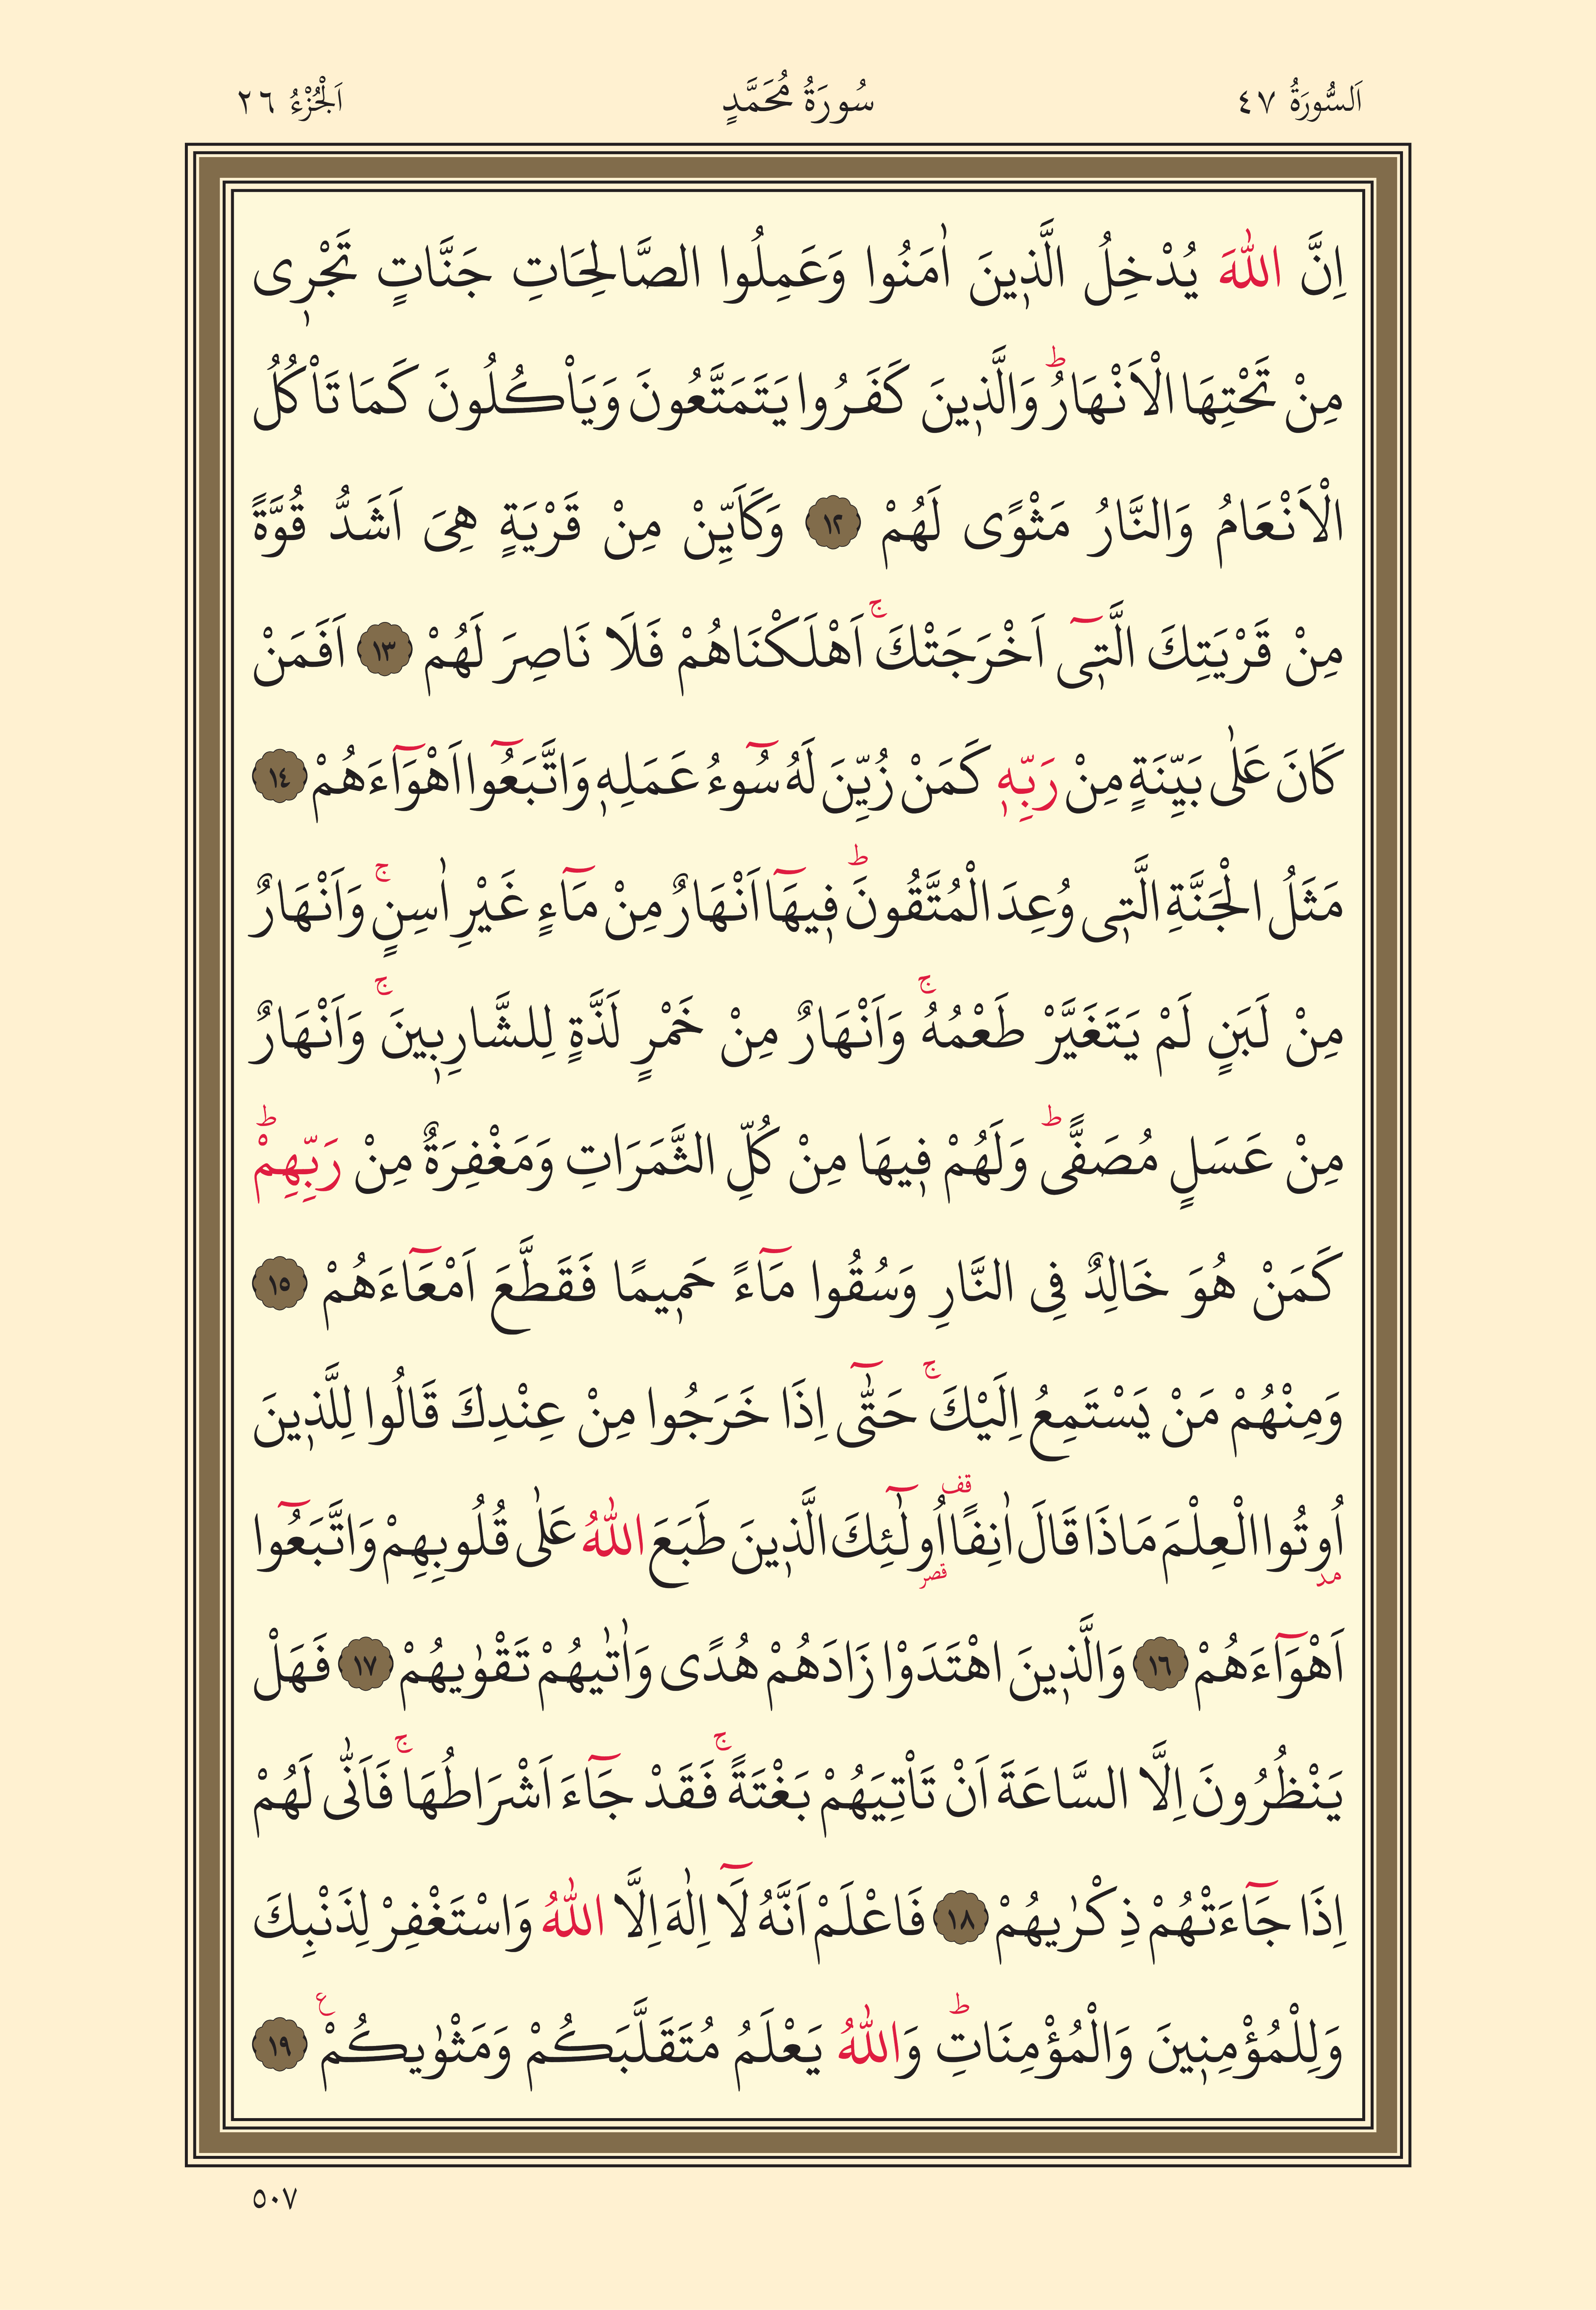 اَلسُّورَةُ ٤٧ سُورَةُ مُحَمَّدٍ اَلْجُزْءُ ٢٦
اِنَّ اللّٰهَ يُدْخِلُ الَّذٖينَ اٰمَنُوا وَعَمِلُوا الصَّالِحَاتِ جَنَّاتٍ تَجْرٖى
مِنْ تَحْتِهَا الْاَنْهَارُؕ وَالَّذٖينَ كَفَرُوا يَتَمَتَّعُونَ وَيَاْكُلُونَ كَمَا تَاْكُلُ
الْاَنْعَامُ وَالنَّارُ مَثْوًى لَهُمْ ١٢ وَكَاَيِّنْ مِنْ قَرْيَةٍ هِىَ اَشَدُّ قُوَّةً
مِنْ قَرْيَتِكَ الَّتٖٓى اَخْرَجَتْكَۚ اَهْلَكْنَاهُمْ فَلَا نَاصِرَ لَهُمْ ١٣ اَفَمَنْ
كَانَ عَلٰى بَيِّنَةٍ مِنْ رَبِّهٖ كَمَنْ زُيِّنَ لَهُ سُٓوءُ عَمَلِهٖ وَاتَّبَعُٓوا اَهْوَٓاءَهُمْ ١٤
مَثَلُ الْجَنَّةِ الَّتٖى وُعِدَ الْمُتَّقُونَؕ فٖيهَٓا اَنْهَارٌ مِنْ مَٓاءٍ غَيْرِ اٰسِنٍۚ وَاَنْهَارٌ
مِنْ لَبَنٍ لَمْ يَتَغَيَّرْ طَعْمُهُۚ وَاَنْهَارٌ مِنْ خَمْرٍ لَذَّةٍ لِلشَّارِبٖينَۚ وَاَنْهَارٌ
مِنْ عَسَلٍ مُصَفًّىؕ وَلَهُمْ فٖيهَا مِنْ كُلِّ الثَّمَرَاتِ وَمَغْفِرَةٌ مِنْ رَبِّهِمْؕ
كَمَنْ هُوَ خَالِدٌ فِى النَّارِ وَسُقُوا مَٓاءً حَمٖيمًا فَقَطَّعَ اَمْعَٓاءَهُمْ ١٥
وَمِنْهُمْ مَنْ يَسْتَمِعُ اِلَيْكَۚ حَتّٰٓى اِذَا خَرَجُوا مِنْ عِنْدِكَ قَالُوا لِلَّذٖينَ
اُوتُوا الْعِلْمَ مَاذَا قَالَ اٰنِفًا قف اُولٰٓئِكَ الَّذٖينَ طَبَعَ اللّٰهُ عَلٰى قُلُوبِهِمْ وَاتَّبَعُٓوا
مد قصر
اَهْوَٓاءَهُمْ ١٦ وَالَّذٖينَ اهْتَدَوْا زَادَهُمْ هُدًى وَاٰتٰيهُمْ تَقْوٰيهُمْ ١٧ فَهَلْ
يَنْظُرُونَ اِلَّا السَّاعَةَ اَنْ تَاْتِيَهُمْ بَغْتَةًۚ فَقَدْ جَٓاءَ اَشْرَاطُهَاۚ فَاَنّٰى لَهُمْ
اِذَا جَٓاءَتْهُمْ ذِكْرٰيهُمْ ١٨ فَاعْلَمْ اَنَّهُ لَٓا اِلٰهَ اِلَّا اللّٰهُ وَاسْتَغْفِرْ لِذَنْبِكَ
وَلِلْمُؤْمِنٖينَ وَالْمُؤْمِنَاتِؕ وَاللّٰهُ يَعْلَمُ مُتَقَلَّبَكُمْ وَمَثْوٰيكُمْ ع ١٩
٥٠٧